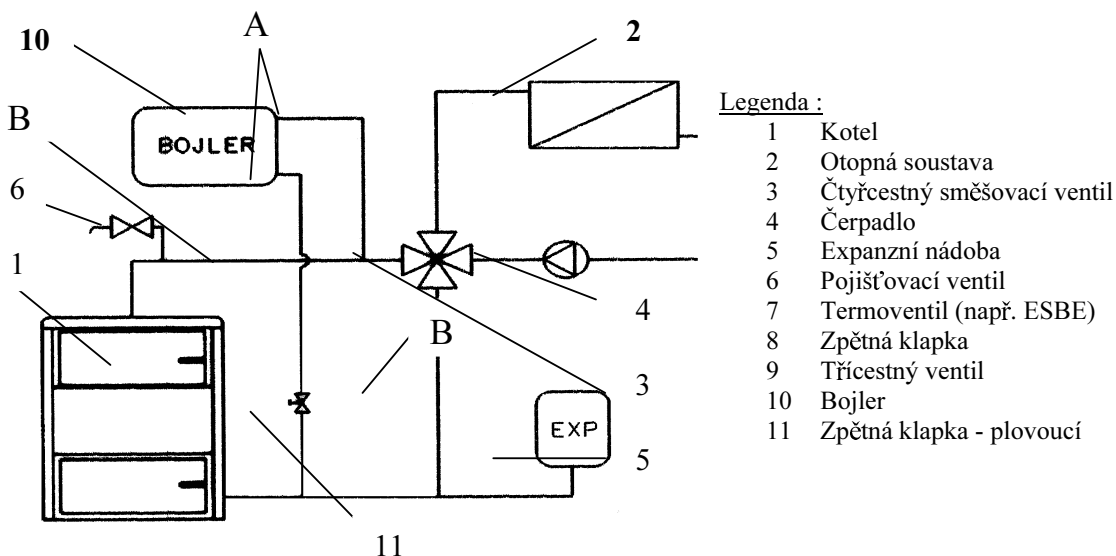 A
10
2
BOJLER
B
6
1
4
B
3
EXP
5
11
Legenda :
1 Kotel
2 Otopná soustava
3 Čtyřcestný směšovací ventil
4 Čerpadlo
5 Expanzní nádoba
6 Pojišťovací ventil
7 Termoventil (např. ESBE)
8 Zpětná klapka
9 Třícestný ventil
10 Bojler
11 Zpětná klapka - plovoucí